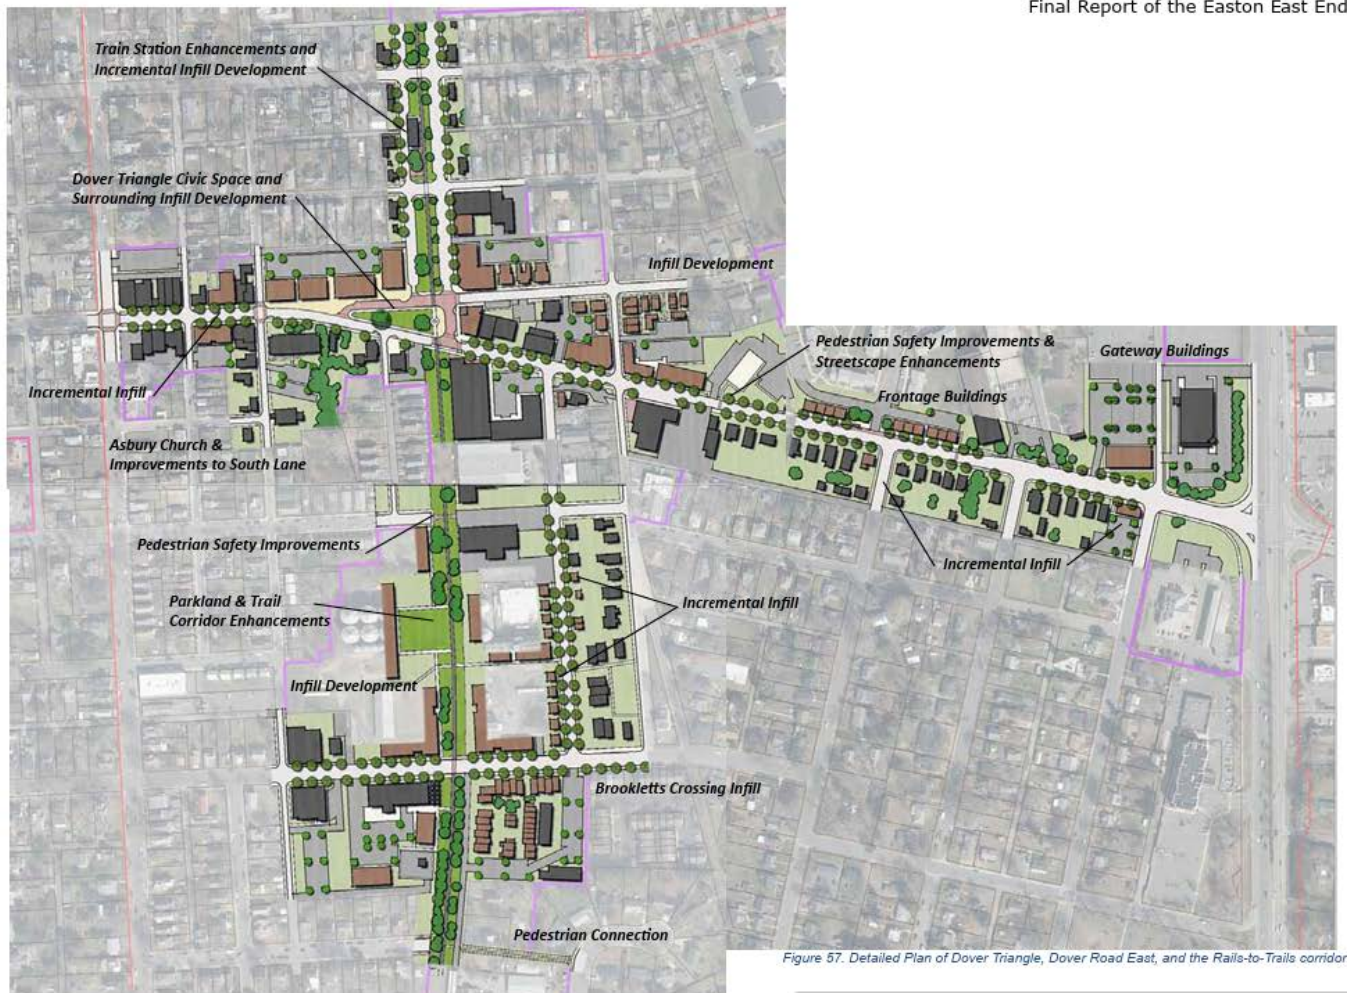 Final Report of the Easton East End
Train Station Enhancements and
Incremental Infill Development
Dover Triangle Civic Space and
Surrounding Infill Development
Infill Development
Pedestrian Safety Improvements &
Streetscape Enhancements
Gateway Buildings
Frontage Buildings
Incremental Infill
Asbury Church &
Improvements to South Lane
Pedestrian Safety Improvements
Incremental Infill
Parkland & Trail
Corridor Enhancements
Incremental Infill
Infill Development
Brookletts Crossing Infill
Pedestrian Connection
Figure 57. Detailed Plan of Dover Triangle, Dover Road East, and the Rails-to-Trails corridor